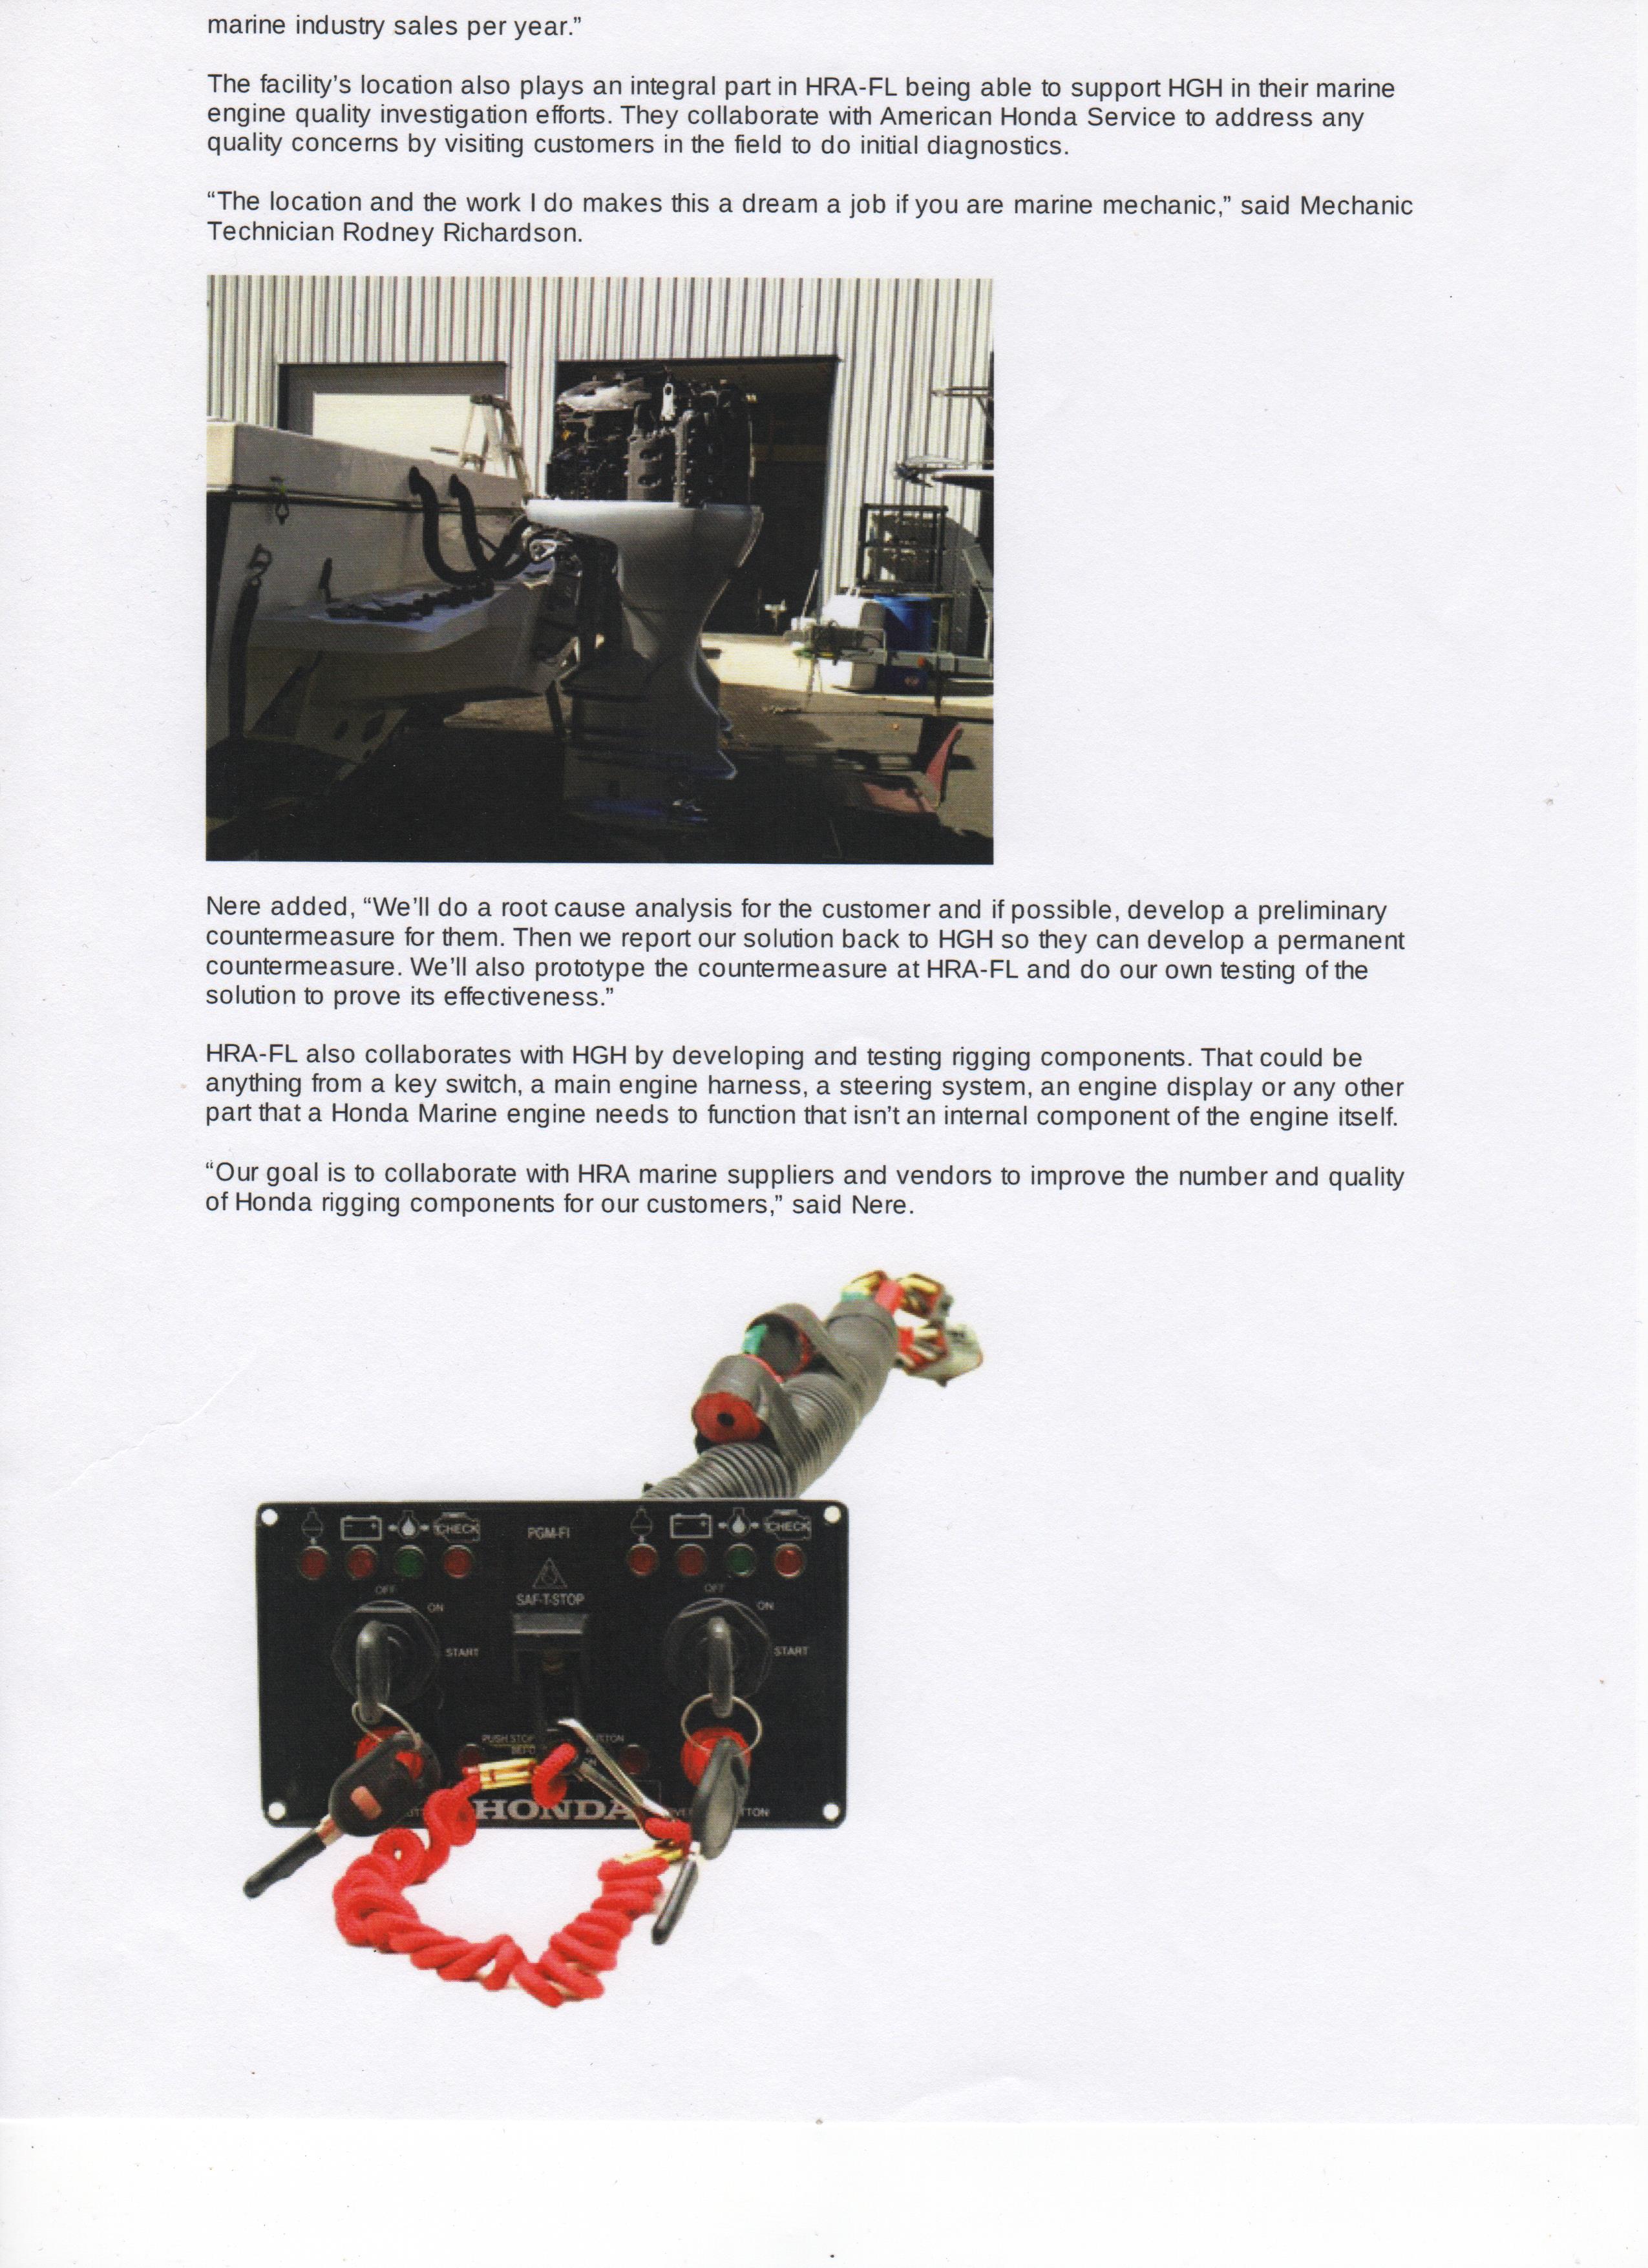 marine industry sales per year.”
The facility’s location also plays an integral part in HRA-FL being able to support HGH in their marine
engine quality investigation efforts. They collaborate with American Honda Service to address any
quality concerns by visiting customers in the field to do initial diagnostics.
“The location and the work I do makes this a dream a job if you are marine mechanic,” said Mechanic
Technician Rodney Richardson.
Nere added, “We’ll do a root cause analysis for the customer and if possible, develop a preliminary
countermeasure for them. Then we report our solution back to HGH so they can develop a permanent
countermeasure. We’ll also prototype the countermeasure at HRA-FL and do our own testing of the
solution to prove its effectiveness.”
HRA-FL also collaborates with HGH by developing and testing rigging components. That could be
anything from a key switch, a main engine harness, a steering system, an engine display or any other
part that a Honda Marine engine needs to function that isn’t an internal component of the engine itself.
“Our goal is to collaborate with HRA marine suppliers and vendors to improve the number and quality
of Honda rigging components for our customers,” said Nere.
CHECK PGM-FI CHECK
SAF-T-STOP
OFF OFF
ON ON
START START
PUSH STOP
HONDA